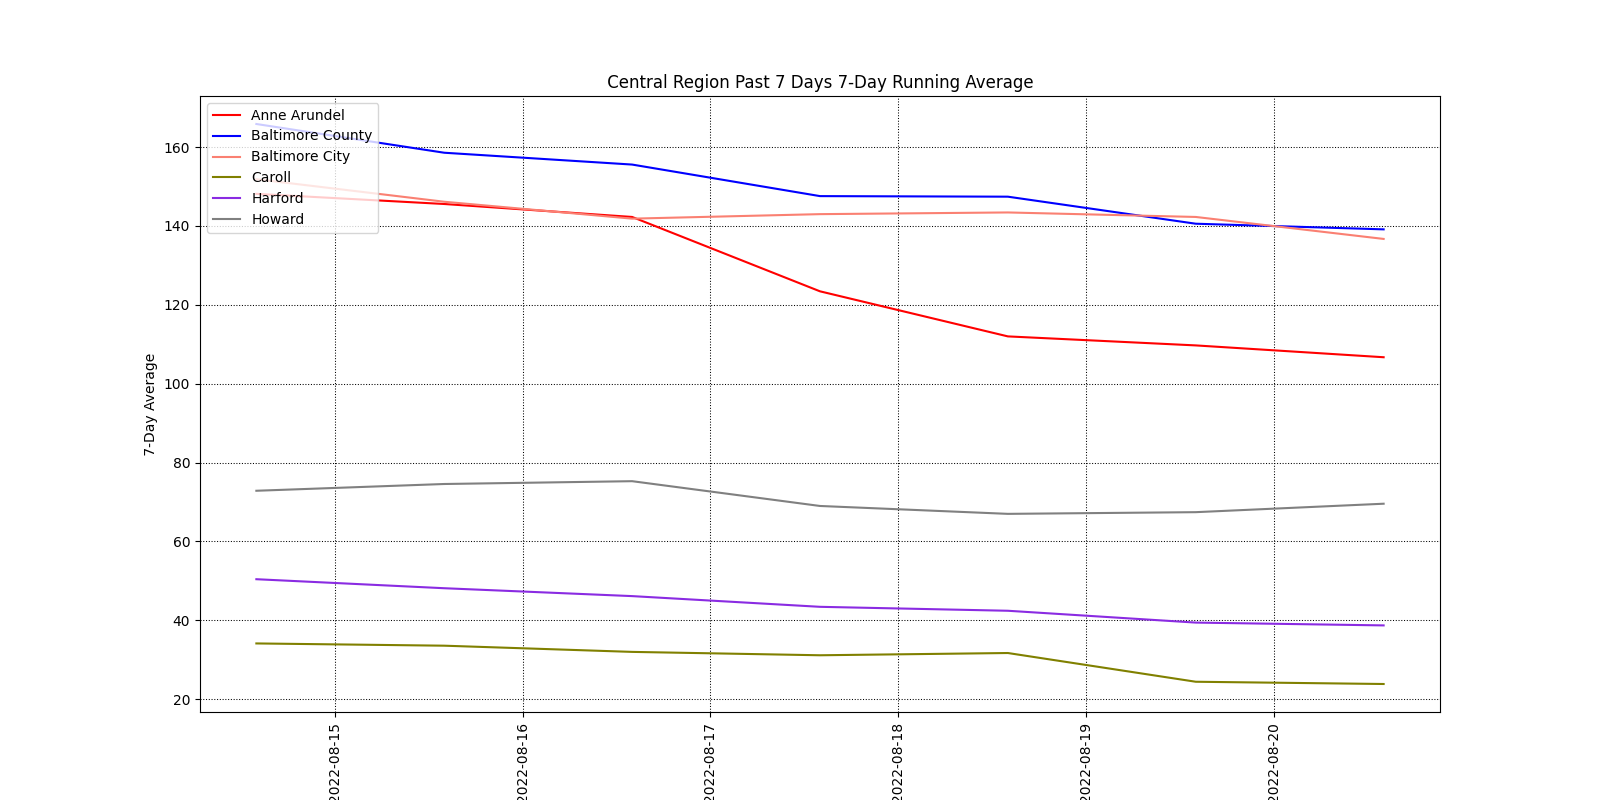 Central Region Past 7 Days 7-Day Running Average
Anne Arundel
Baltimore County
Baltimore City
Caroll
Harford
Howard
7-Day Average
160
140
120
100
80
60
40
20
2022-08-15
2022-08-16
2022-08-17
2022-08-18
2022-08-19
2022-08-20